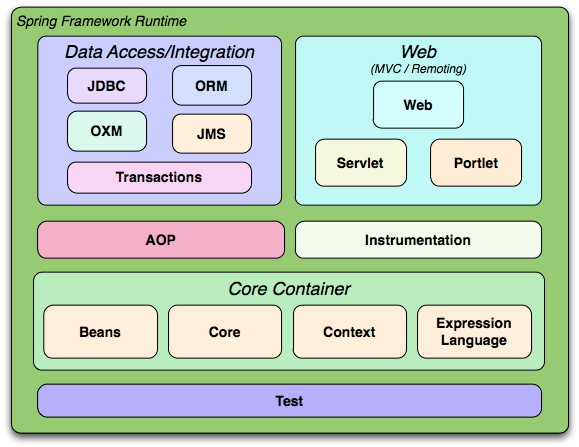 Spring Framework Runtime
Data Access/Integration
JDBC
ORM
OXM
JMS
Transactions
Web
(MVC / Remoting)
Web
Servlet
Portlet
AOP
Instrumentation
Core Container
Beans
Core
Context
Expression
Language
Test